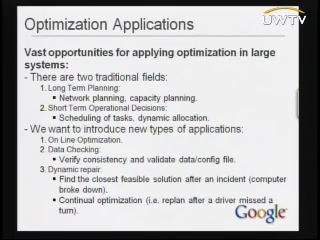 UWTV
Optimization Applications
Vast opportunities for applying optimization in large
systems:
- There are two traditional fields:
1. Long Term Planning:
▪ Network planning, capacity planning.
2. Short Term Operational Decisions:
▪ Scheduling of tasks, dynamic allocation.
- We want to introduce new types of applications:
1. On Line Optimization.
2. Data Checking:
▪ Verify consistency and validate data/config file.
3. Dynamic repair:
▪ Find the closest feasible solution after an incident (computer
broke down).
▪ Continual optimization (i.e. replan after a driver missed a
turn).
Google